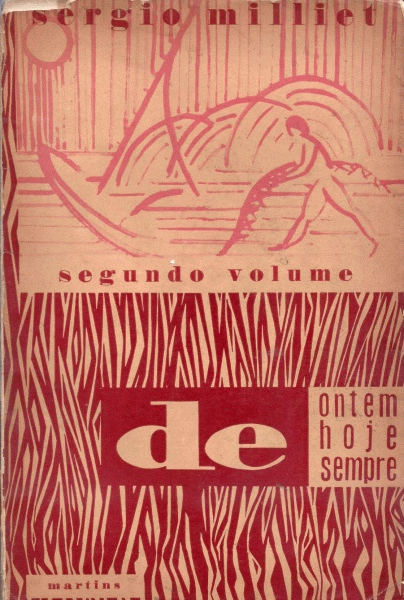 sergio milliet
segundo volume
de
ontem
hoje
sempre
martins